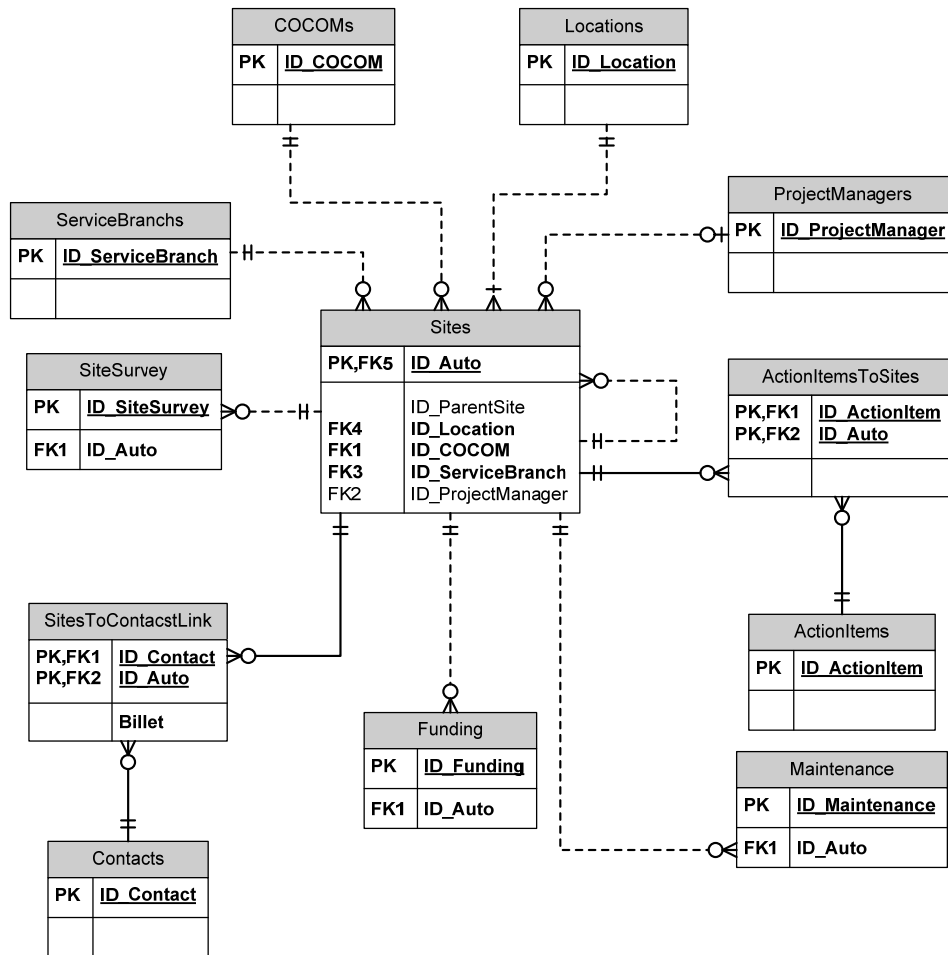 COCOMs
PK ID_COCOM
Locations
PK ID_Location
ServiceBranchs
PK ID_ServiceBranch
ProjectManagers
PK ID_ProjectManager
Sites
PK,FK5 ID_Auto
ID_ParentSite
FK4 ID_Location
FK1 ID_COCOM
FK3 ID_ServiceBranch
FK2 ID_ProjectManager
SiteSurvey
PK ID_SiteSurvey
FK1 ID_Auto
ActionItemsToSites
PK,FK1 ID_ActionItem
PK,FK2 ID_Auto
SitesToContacstLink
PK,FK1 ID_Contact
PK,FK2 ID_Auto
Billet
ActionItems
PK ID_ActionItem
Funding
PK ID_Funding
FK1 ID_Auto
Maintenance
PK ID_Maintenance
FK1 ID_Auto
Contacts
PK ID_Contact